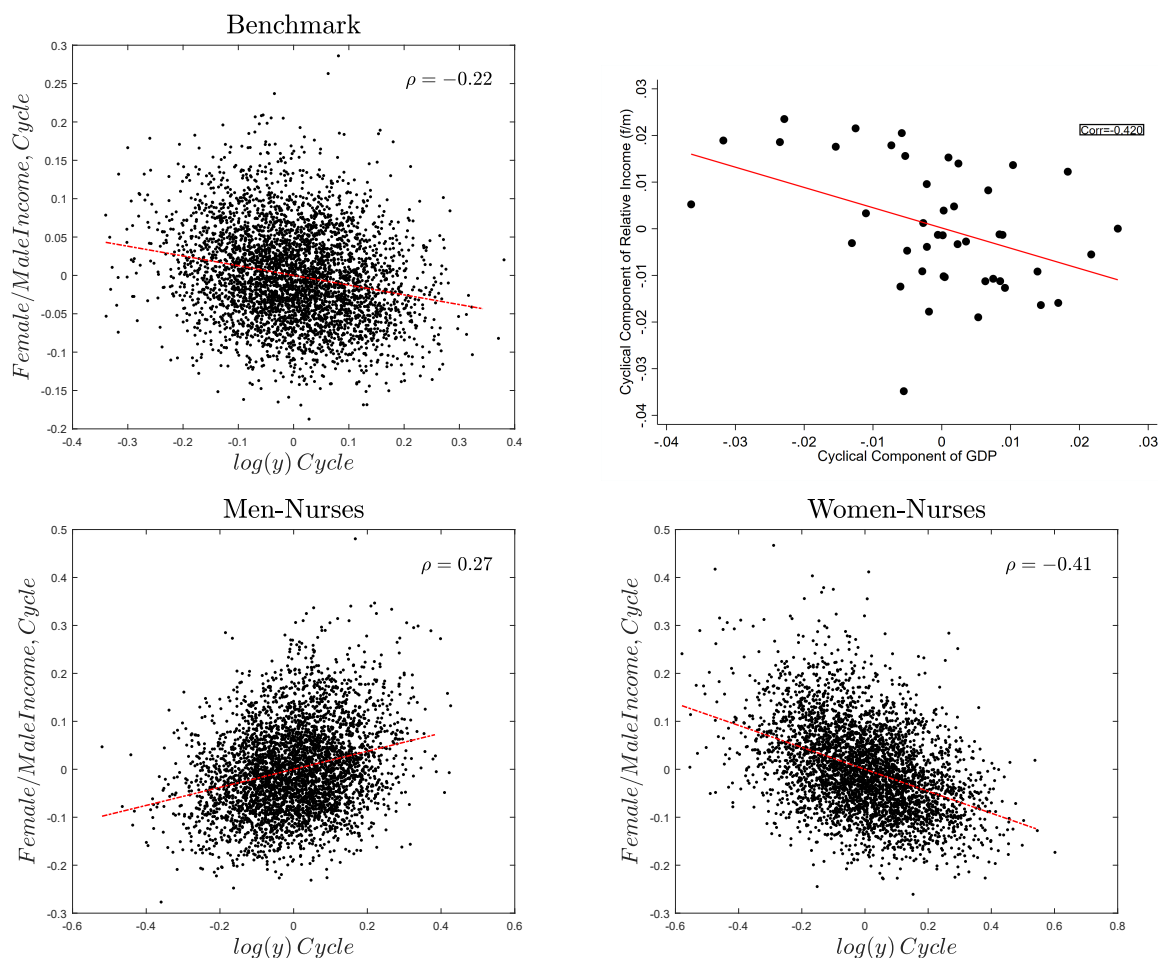 Benchmark
ρ = −0.22
Female/MaleIncome, Cycle
0.3
0.25
0.2
0.15
0.1
0.05
0
-0.05
-0.1
-0.15
-0.2
-0.4 -0.3 -0.2 -0.1 0 0.1 0.2 0.3 0.4
log(y) Cycle
Corr=-0.420
Cyclical Component of Relative Income (f/m)
.03
.02
.01
0
-.01
-.02
-.03
-.04
-.04 -.03 -.02 -.01 0 .01 .02 .03
Cyclical Component of GDP
Men-Nurses
ρ = 0.27
Female/MaleIncome, Cycle
0.5
0.4
0.3
0.2
0.1
0
-0.1
-0.2
-0.3
-0.6 -0.4 -0.2 0 0.2 0.4 0.6
log(y) Cycle
Women-Nurses
ρ = −0.41
Female/MaleIncome, Cycle
0.5
0.4
0.3
0.2
0.1
0
-0.1
-0.2
-0.3
-0.6 -0.4 -0.2 0 0.2 0.4 0.6 0.8
log(y) Cycle